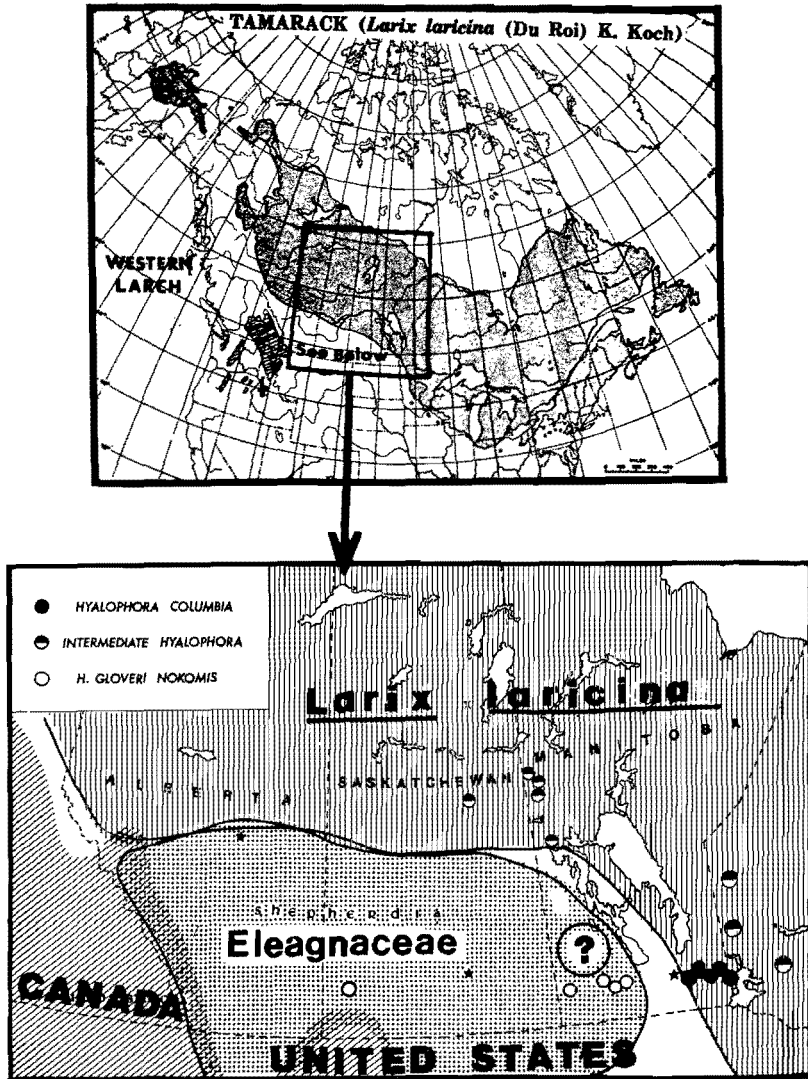 TAMARACK (Larix laricina (Du Roi) K. Koch)
WESTERN
LARCH
See Below
HYALOPHORA COLUMBIA
INTERMEDIATE HYALOPHORA
H. GLOVERI NOKOMIS
Larix laricina
MANITOBA
SASKATCHEWAN
ALBERTA
shepherdia
Eleagnaceae
?
CANADA
UNITED STATES